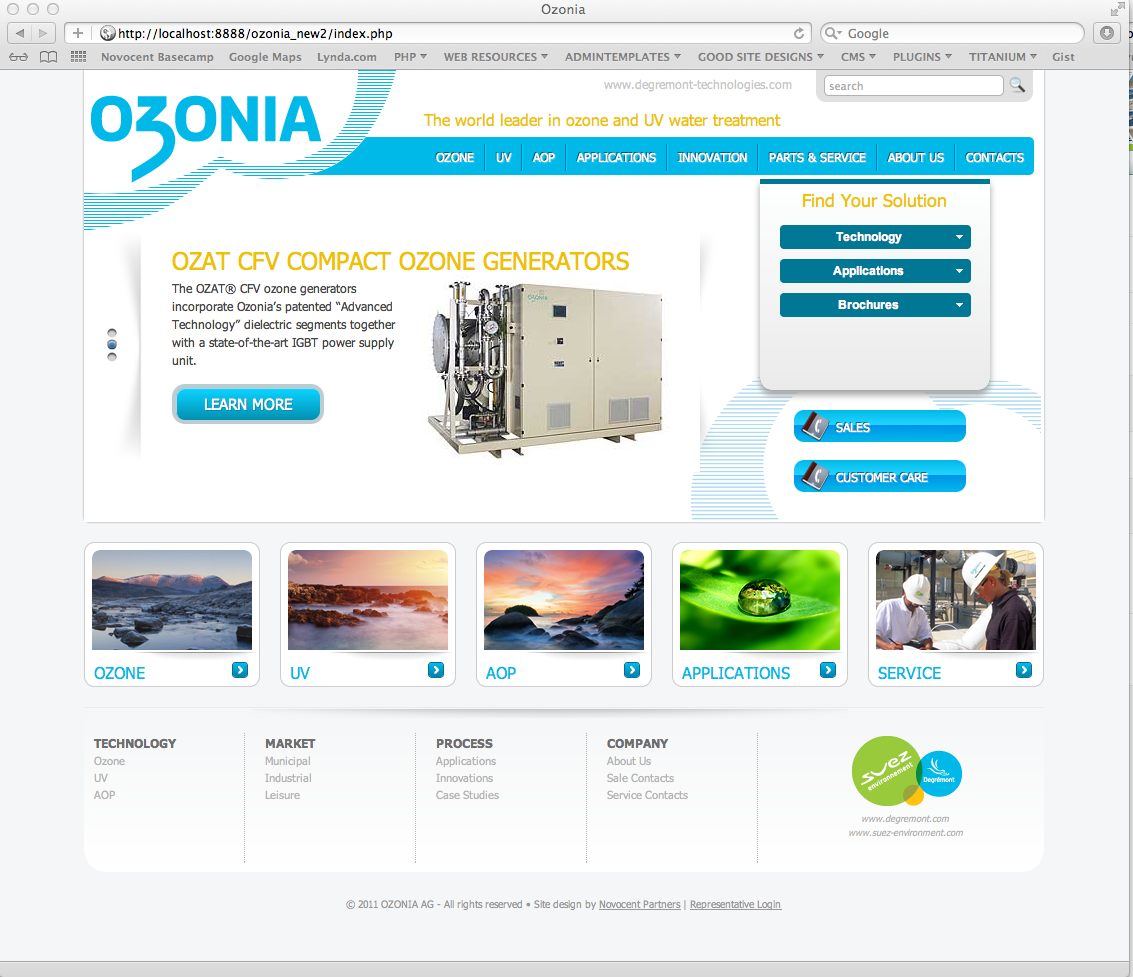 Ozonia
http://localhost:8888/ozonia_new2/index.php
Google
Novocent Basecamp Google Maps Lynda.com PHP WEB RESOURCES ADMINTEMPLATES GOOD SITE DESIGNS CMS PLUGINS TITANIUM Gist
www.degremont-technologies.com
search
OZONIA
The world leader in ozone and UV water treatment
OZONE UV AOP APPLICATIONS INNOVATION PARTS & SERVICE ABOUT US CONTACTS
Find Your Solution
Technology
Applications
Brochures
OZAT CFV COMPACT OZONE GENERATORS
The OZAT® CFV ozone generators
incorporate Ozonia's patented “Advanced
Technology” dielectric segments together
with a state-of-the-art IGBT power supply
unit.
LEARN MORE
ozonia
SALES
CUSTOMER CARE
OZONE
UV
AOP
APPLICATIONS
SERVICE
TECHNOLOGY
Ozone
UV
AOP
MARKET
Municipal
Industrial
Leisure
PROCESS
Applications
Innovations
Case Studies
COMPANY
About Us
Sale Contacts
Service Contacts
suez
environnement
Degrémont
www.degremont.com
www.suez-environment.com
© 2011 OZONIA AG - All rights reserved • Site design by Novocent Partners | Representative Login